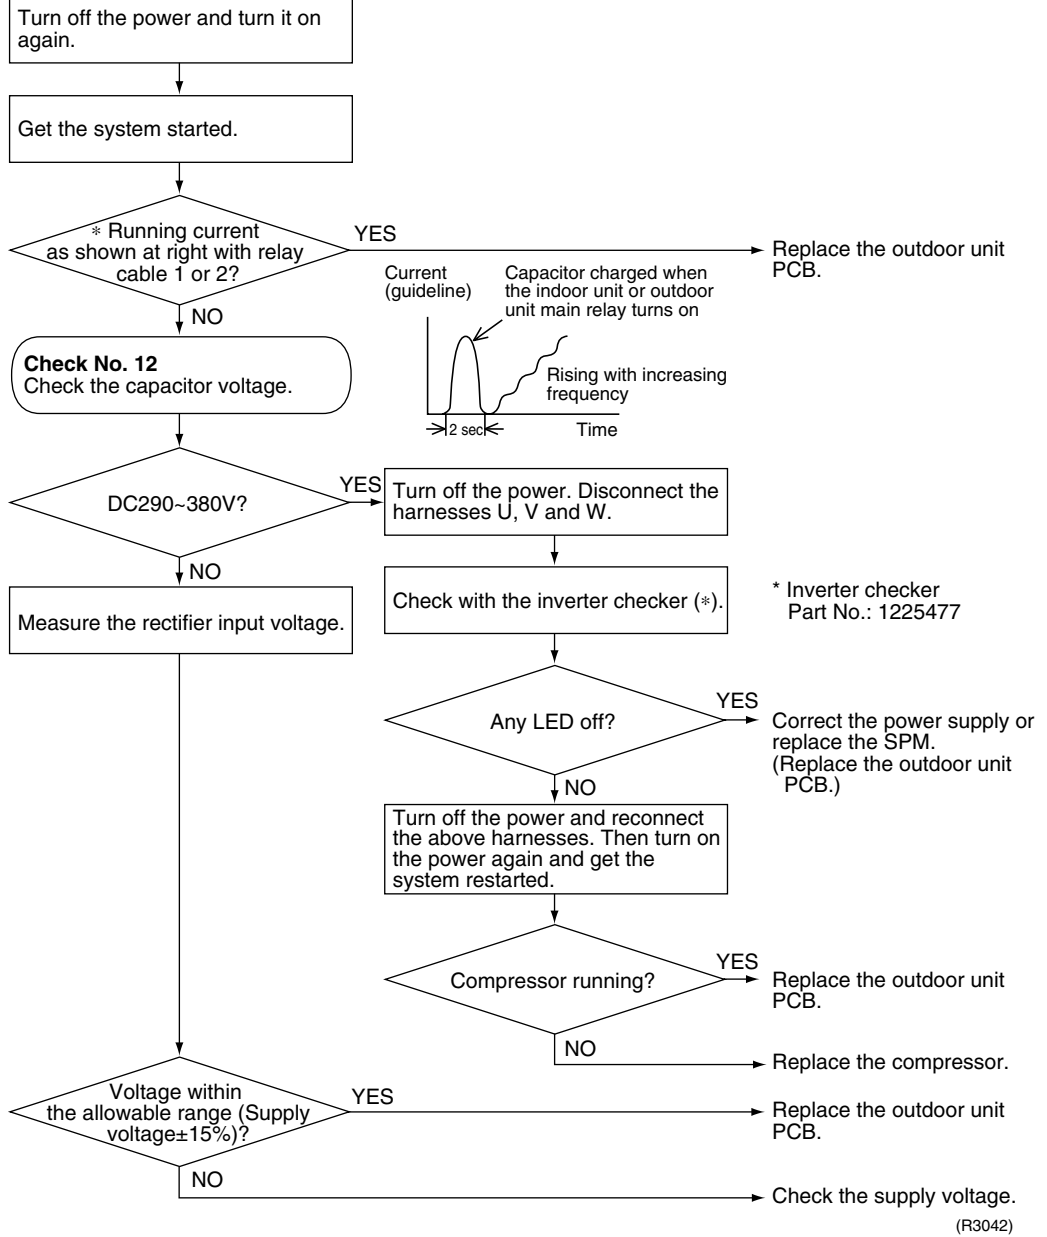 Turn off the power and turn it on
again.
Get the system started.
* Running current
as shown at right with relay
cable 1 or 2?
YES
Replace the outdoor unit
PCB.
NO
Current
(guideline)
Capacitor charged when
the indoor unit or outdoor
unit main relay turns on
Rising with increasing
frequency
2 sec
Time
Check No. 12
Check the capacitor voltage.
DC290~380V?
YES
Turn off the power. Disconnect the
harnesses U, V and W.
NO
Measure the rectifier input voltage.
Check with the inverter checker (*).
* Inverter checker
Part No.: 1225477
Any LED off?
YES
Correct the power supply or
replace the SPM.
(Replace the outdoor unit
PCB.)
NO
Turn off the power and reconnect
the above harnesses. Then turn on
the power again and get the
system restarted.
Compressor running?
YES
Replace the outdoor unit
PCB.
NO
Replace the compressor.
Voltage within
the allowable range (Supply
voltage±15%)?
YES
Replace the outdoor unit
PCB.
NO
Check the supply voltage.
(R3042)